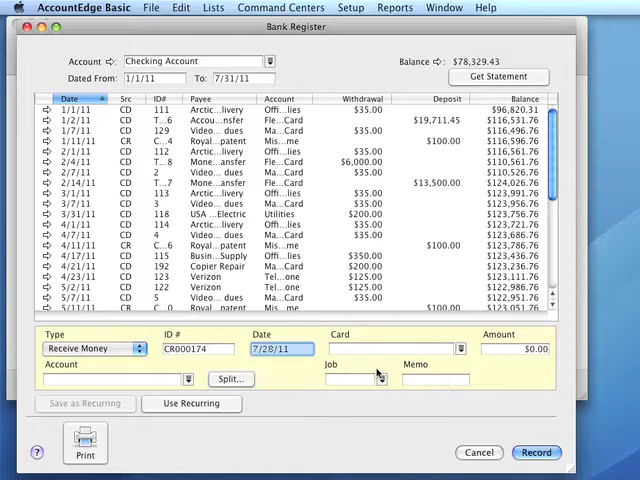 AccountEdge Basic File Edit Lists Command Centers Setup Reports Window Help
Bank Register
Account Checking Account Balance $78,329.43
Dated From: 1/1/11 To: 7/31/11 Get Statement
Date Src ID# Payee Account Withdrawal Deposit Balance
1/1/11 CD 111 Arctic...livery Offi...lies $35.00 $96,820.31
1/2/11 CD T...6 Accou...nsfer Fle...Card $19,711.45 $116,531.76
1/7/11 CD 129 Video... dues Ma...Card $35.00 $116,496.76
1/11/11 CR C...4 Royal...patent Mis...me $100.00 $116,596.76
2/1/11 CD 112 Arctic...livery Offi...lies $35.00 $116,561.76
2/4/11 CD T...8 Mone...ansfer Fle...Card $6,000.00 $110,561.76
2/7/11 CD 2 Video... dues Ma...Card $35.00 $110,526.76
2/14/11 CD T...7 Mone...ansfer Fle...Card $13,500.00 $124,026.76
3/1/11 CD 113 Arctic...livery Offi...lies $35.00 $123,991.76
3/7/11 CD 3 Video... dues Ma...Card $35.00 $123,956.76
3/31/11 CD 118 USA ...Electric Utilities $200.00 $123,756.76
4/1/11 CD 114 Arctic...livery Offi...lies $35.00 $123,721.76
4/7/11 CD 4 Video... dues Ma...Card $35.00 $123,686.76
4/11/11 CR C...6 Royal...patent Mis...me $100.00 $123,786.76
4/17/11 CD 115 Busin...Supply Offi...lies $350.00 $123,436.76
4/17/11 CD 192 Copier Repair Ma...Card $200.00 $123,236.76
4/23/11 CD 123 Verizon Tel...one $125.00 $123,111.76
5/2/11 CD 122 Verizon Tel...one $125.00 $122,986.76
5/7/11 CD 5 Video... dues Ma...Card $35.00 $122,951.76
5/8/11 CR C...0 Royal...patent Mis...me $100.00 $123,051.76
Type ID # Date Card Amount
Receive Money CR000174 7/28/11 $0.00
Account Job Memo
Split...
Save as Recurring Use Recurring
? Print Cancel Record